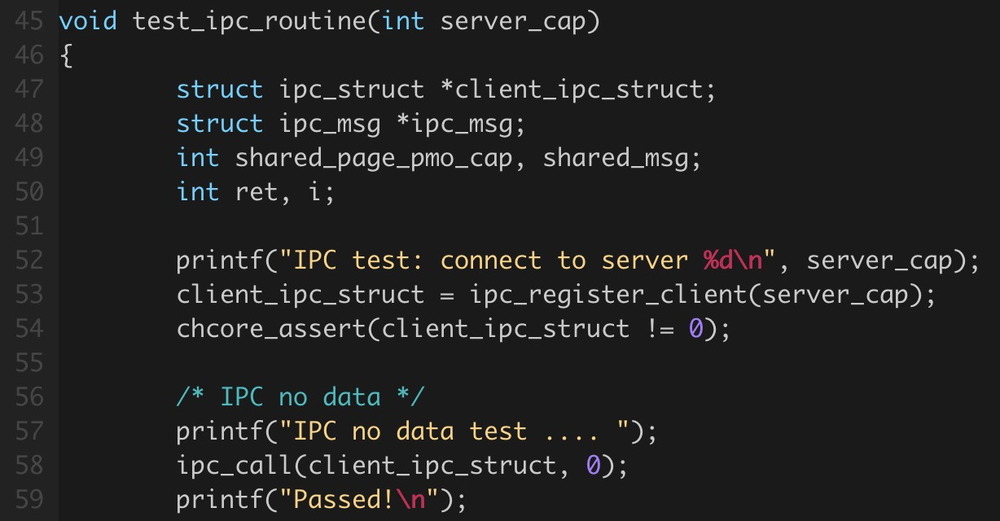 45 void test_ipc_routine(int server_cap)
46 {
47         struct ipc_struct *client_ipc_struct;
48         struct ipc_msg *ipc_msg;
49         int shared_page_pmo_cap, shared_msg;
50         int ret, i;
51
52         printf("IPC test: connect to server %d\n", server_cap);
53         client_ipc_struct = ipc_register_client(server_cap);
54         chcore_assert(client_ipc_struct != 0);
55
56         /* IPC no data */
57         printf("IPC no data test .... ");
58         ipc_call(client_ipc_struct, 0);
59         printf("Passed!\n");